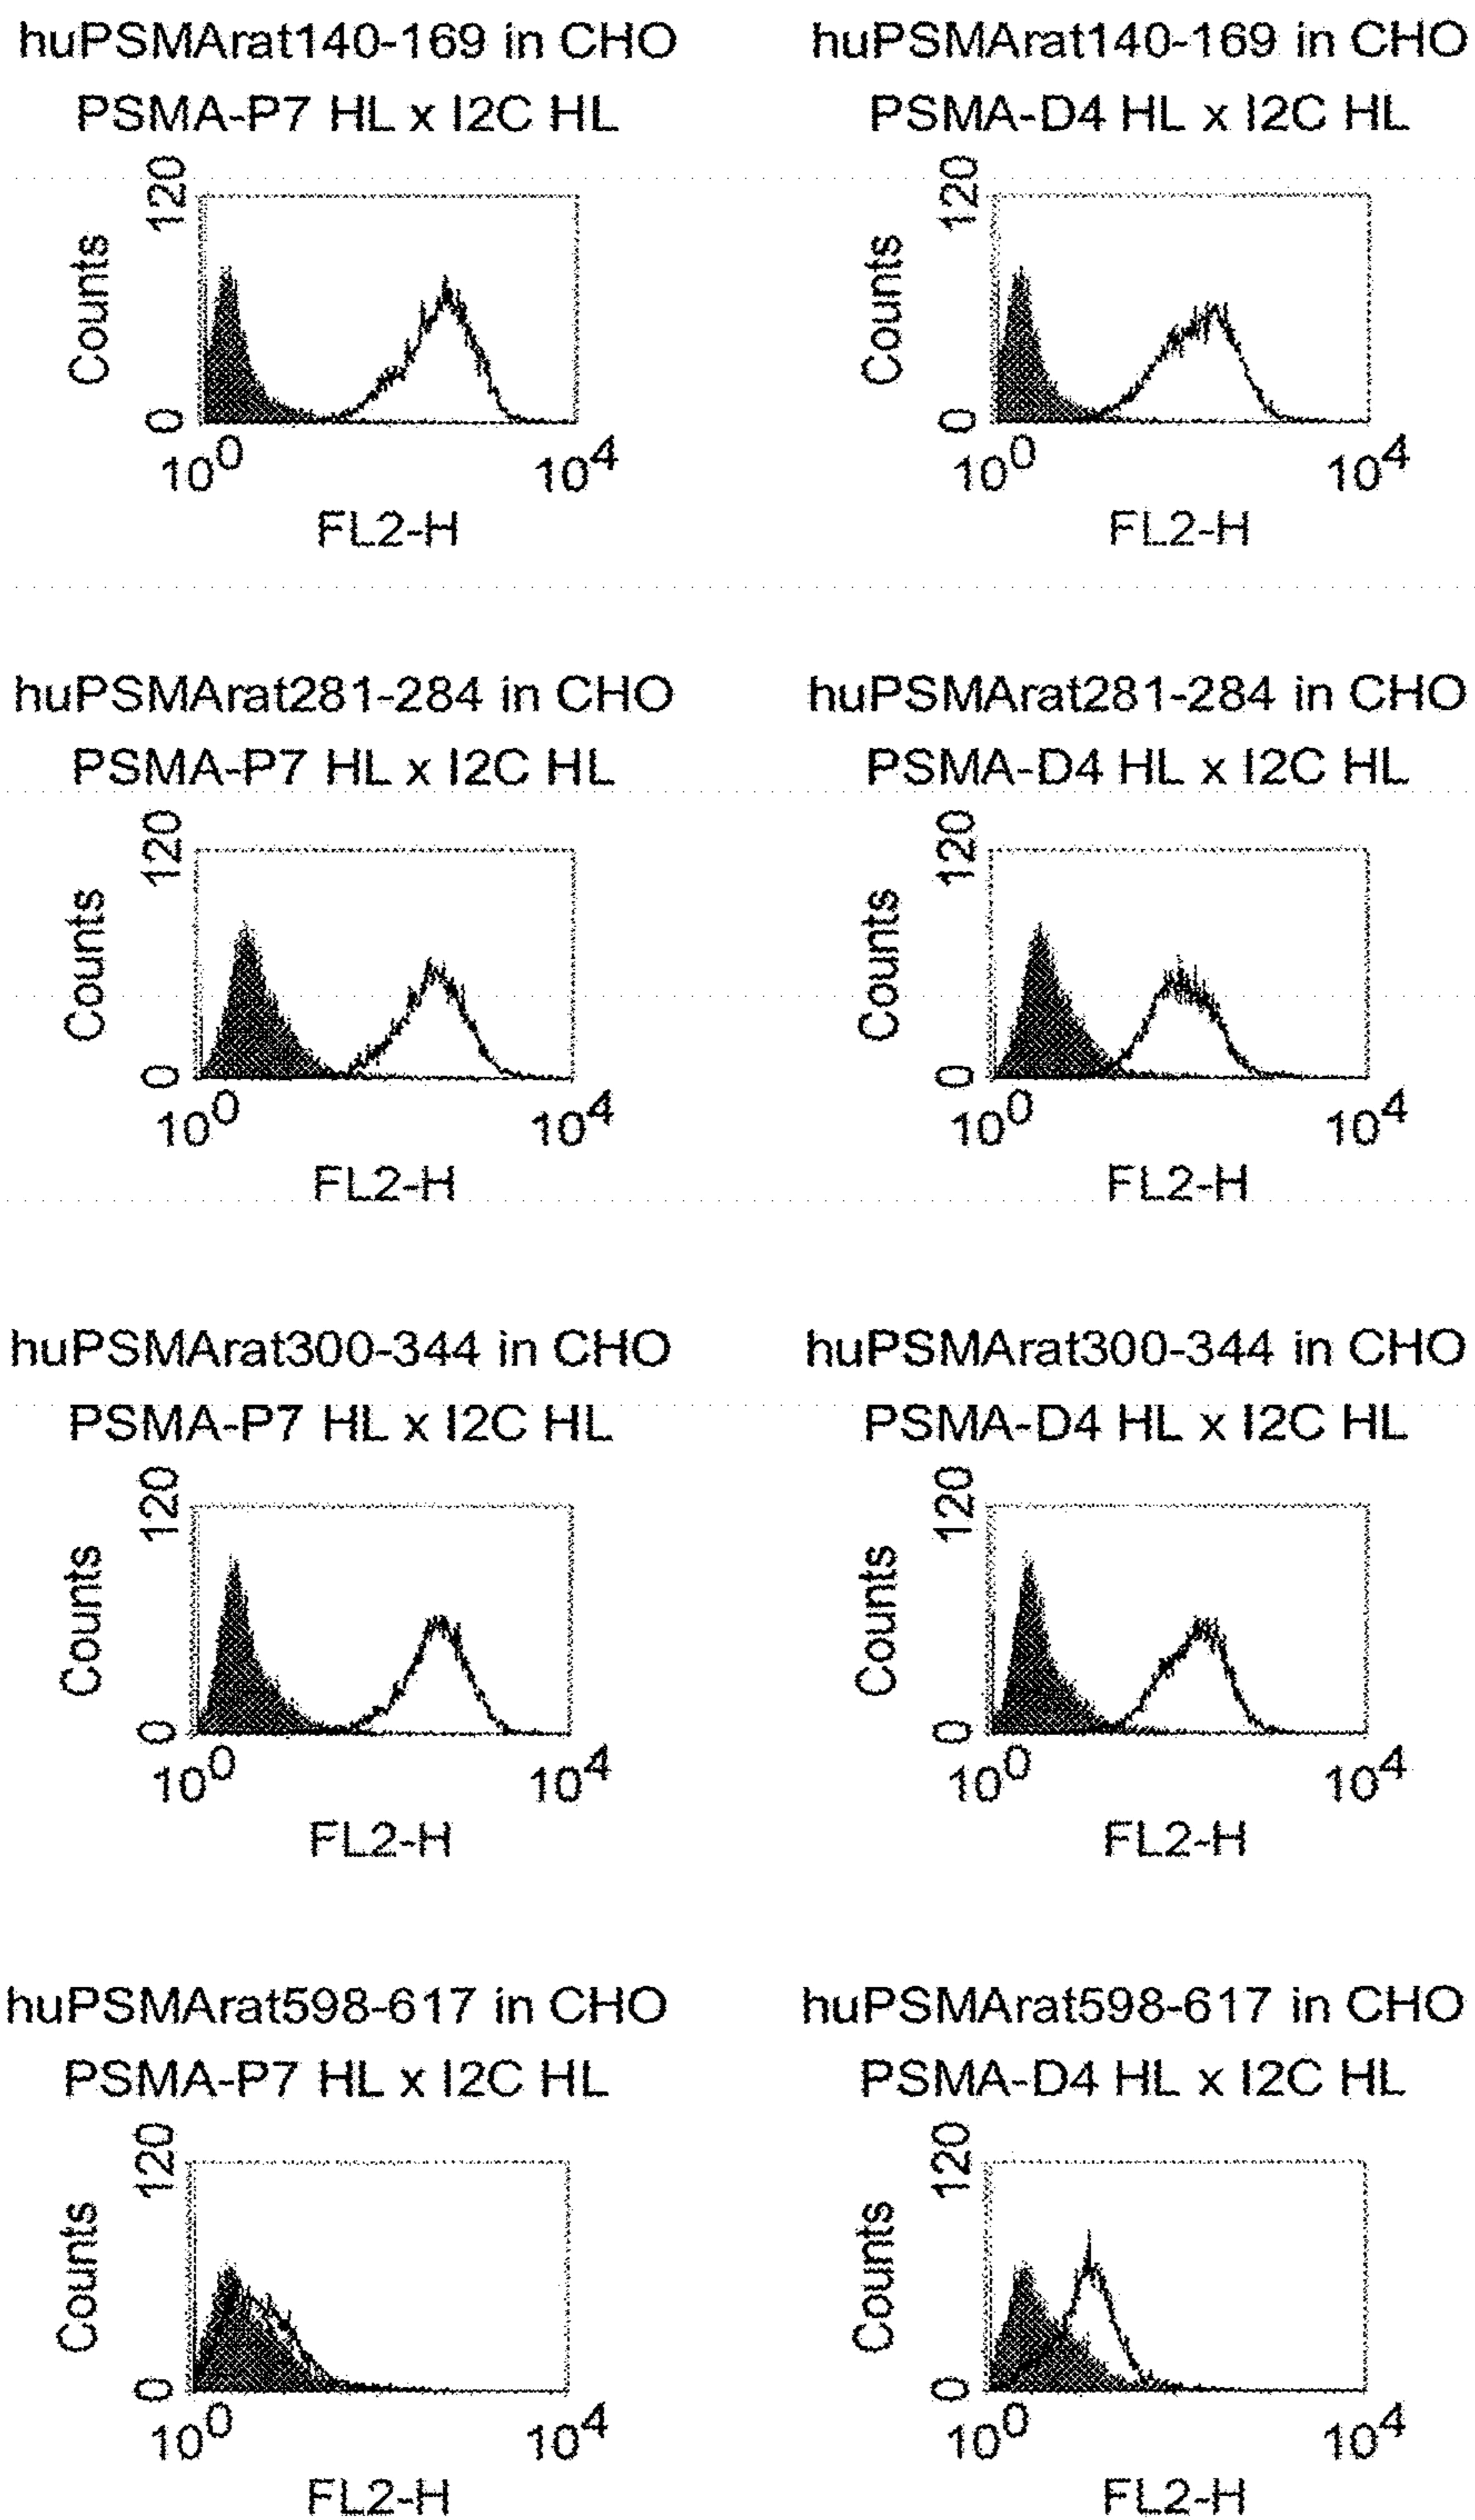 huPSMArat140-169 in CHO
PSMA-P7 HL x I2C HL
120
Counts
0
10^0
10^4
FL2-H
huPSMArat140-169 in CHO
PSMA-D4 HL x I2C HL
120
Counts
0
10^0
10^4
FL2-H
huPSMArat281-284 in CHO
PSMA-P7 HL x I2C HL
120
Counts
0
10^0
10^4
FL2-H
huPSMArat281-284 in CHO
PSMA-D4 HL x I2C HL
120
Counts
0
10^0
10^4
FL2-H
huPSMArat300-344 in CHO
PSMA-P7 HL x I2C HL
120
Counts
0
10^0
10^4
FL2-H
huPSMArat300-344 in CHO
PSMA-D4 HL x I2C HL
120
Counts
0
10^0
10^4
FL2-H
huPSMArat598-617 in CHO
PSMA-P7 HL x I2C HL
120
Counts
0
10^0
10^4
FL2-H
huPSMArat598-617 in CHO
PSMA-D4 HL x I2C HL
120
Counts
0
10^0
10^4
FL2-H